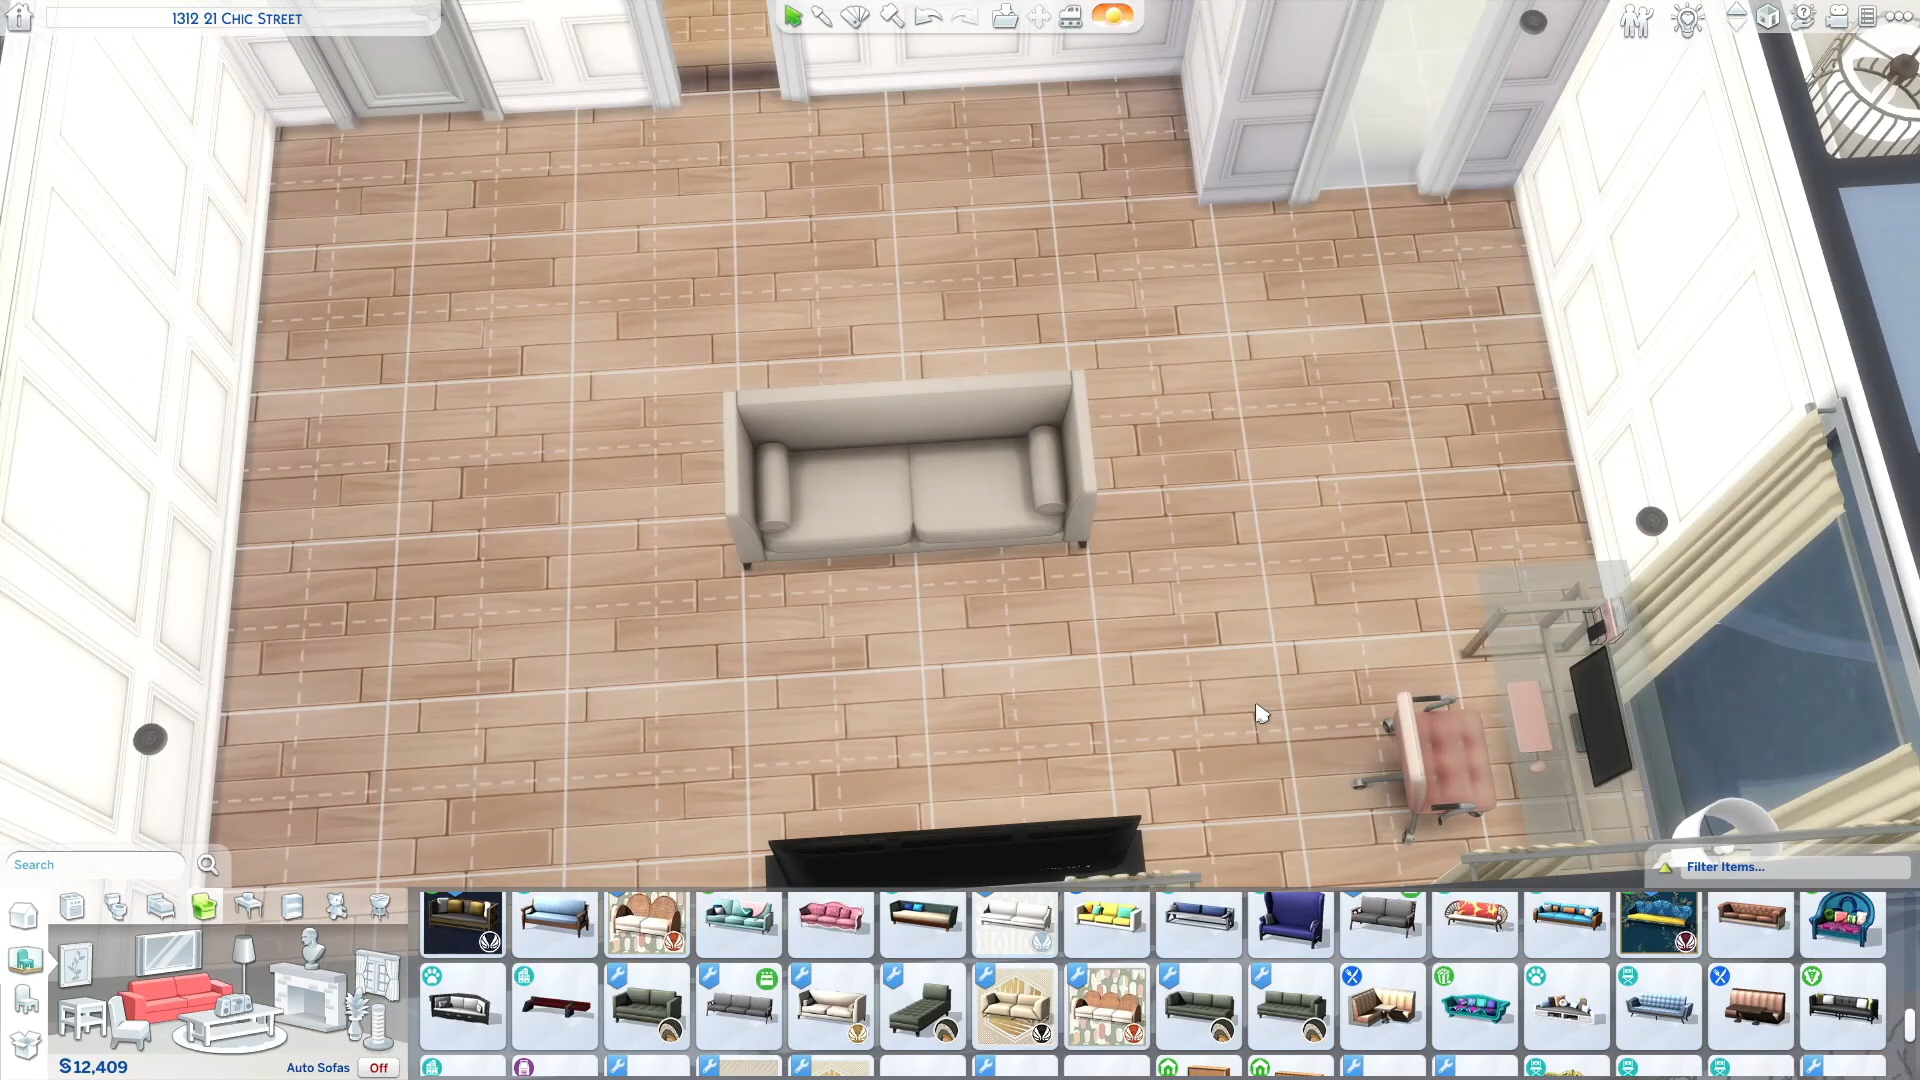 1312 21 Chic Street
Search
Filter Items...
§12,409
Auto Sofas
Off